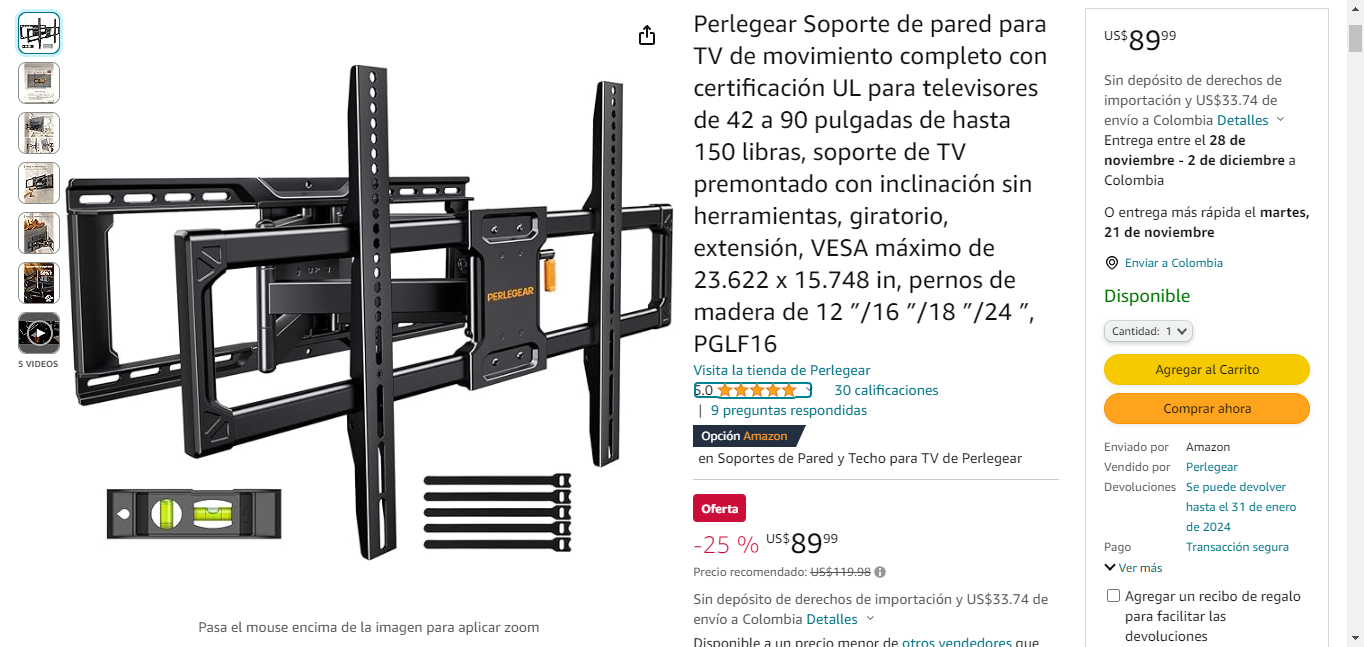 5 VIDEOS
UP
PERLEGEAR
Pasa el mouse encima de la imagen para aplicar zoom
Perlegear Soporte de pared para
TV de movimiento completo con
certificación UL para televisores
de 42 a 90 pulgadas de hasta
150 libras, soporte de TV
premontado con inclinación sin
herramientas, giratorio,
extensión, VESA máximo de
23.622 x 15.748 in, pernos de
madera de 12 ″/16 ″/18 ″/24 ″,
PGLF16
Visita la tienda de Perlegear
5.0 30 calificaciones
| 9 preguntas respondidas
Opción Amazon
en Soportes de Pared y Techo para TV de Perlegear
Oferta
-25 % US$8999
Precio recomendado: US$119.98
Sin depósito de derechos de importación y US$33.74 de
envío a Colombia Detalles
Disponible a un precio menor de otros vendedores que
US$8999
Sin depósito de derechos de
importación y US$33.74 de
envío a Colombia Detalles
Entrega entre el 28 de
noviembre - 2 de diciembre a
Colombia
O entrega más rápida el martes,
21 de noviembre
Enviar a Colombia
Disponible
Cantidad: 1
Agregar al Carrito
Comprar ahora
Enviado por Amazon
Vendido por Perlegear
Devoluciones Se puede devolver
hasta el 31 de enero
de 2024
Pago Transacción segura
Ver más
Agregar un recibo de regalo
para facilitar las
devoluciones